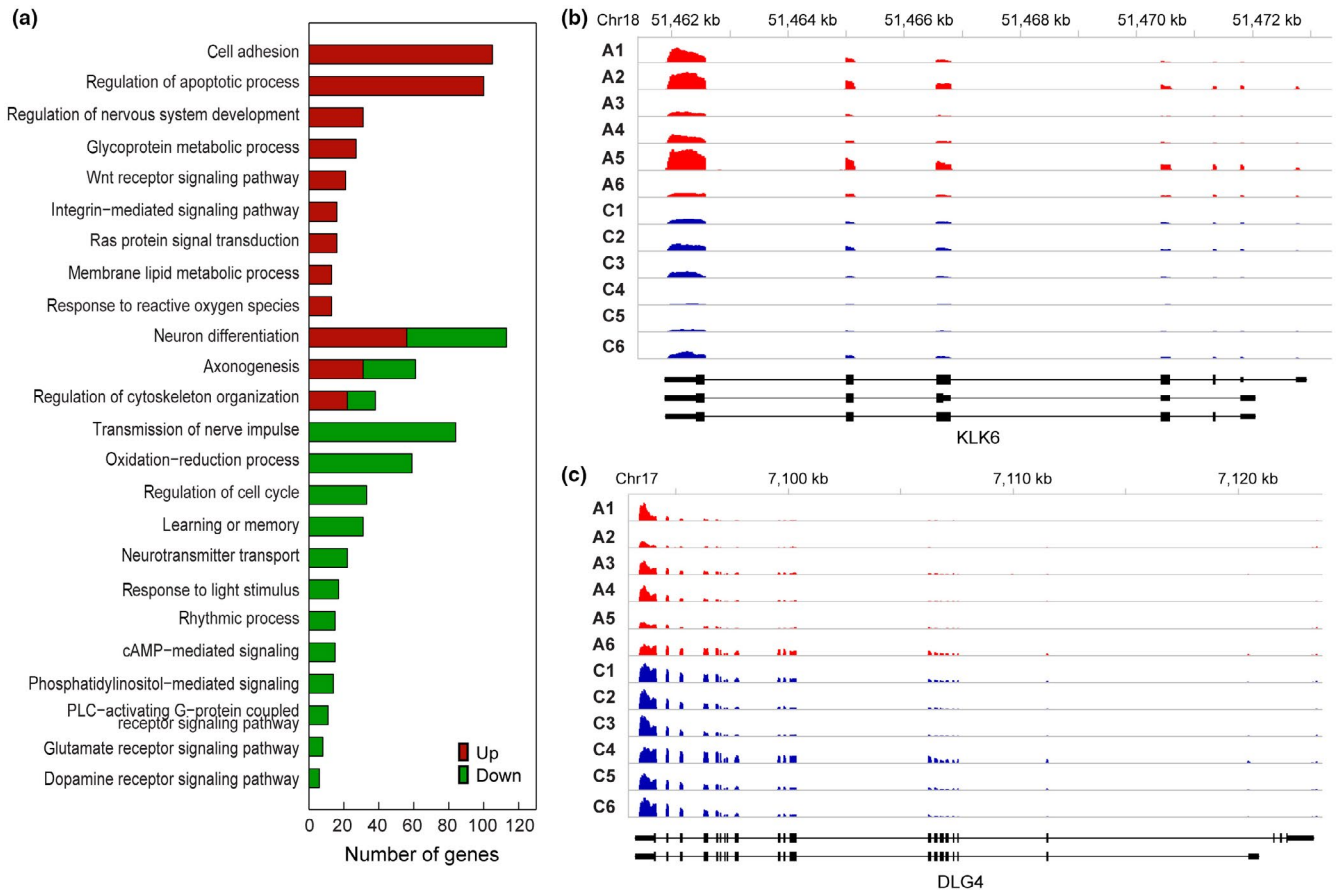 (a)
Cell adhesion
Regulation of apoptotic process
Regulation of nervous system development
Glycoprotein metabolic process
Wnt receptor signaling pathway
Integrin−mediated signaling pathway
Ras protein signal transduction
Membrane lipid metabolic process
Response to reactive oxygen species
Neuron differentiation
Axonogenesis
Regulation of cytoskeleton organization
Transmission of nerve impulse
Oxidation−reduction process
Regulation of cell cycle
Learning or memory
Neurotransmitter transport
Response to light stimulus
Rhythmic process
cAMP−mediated signaling
Phosphatidylinositol−mediated signaling
PLC−activating G−protein coupled
receptor signaling pathway
Glutamate receptor signaling pathway
Dopamine receptor signaling pathway
Up
Down
0 20 40 60 80 100 120
Number of genes
(b)
Chr18 51,462 kb 51,464 kb 51,466 kb 51,468 kb 51,470 kb 51,472 kb
A1
A2
A3
A4
A5
A6
C1
C2
C3
C4
C5
C6
KLK6
(c)
Chr17 7,100 kb 7,110 kb 7,120 kb
A1
A2
A3
A4
A5
A6
C1
C2
C3
C4
C5
C6
DLG4